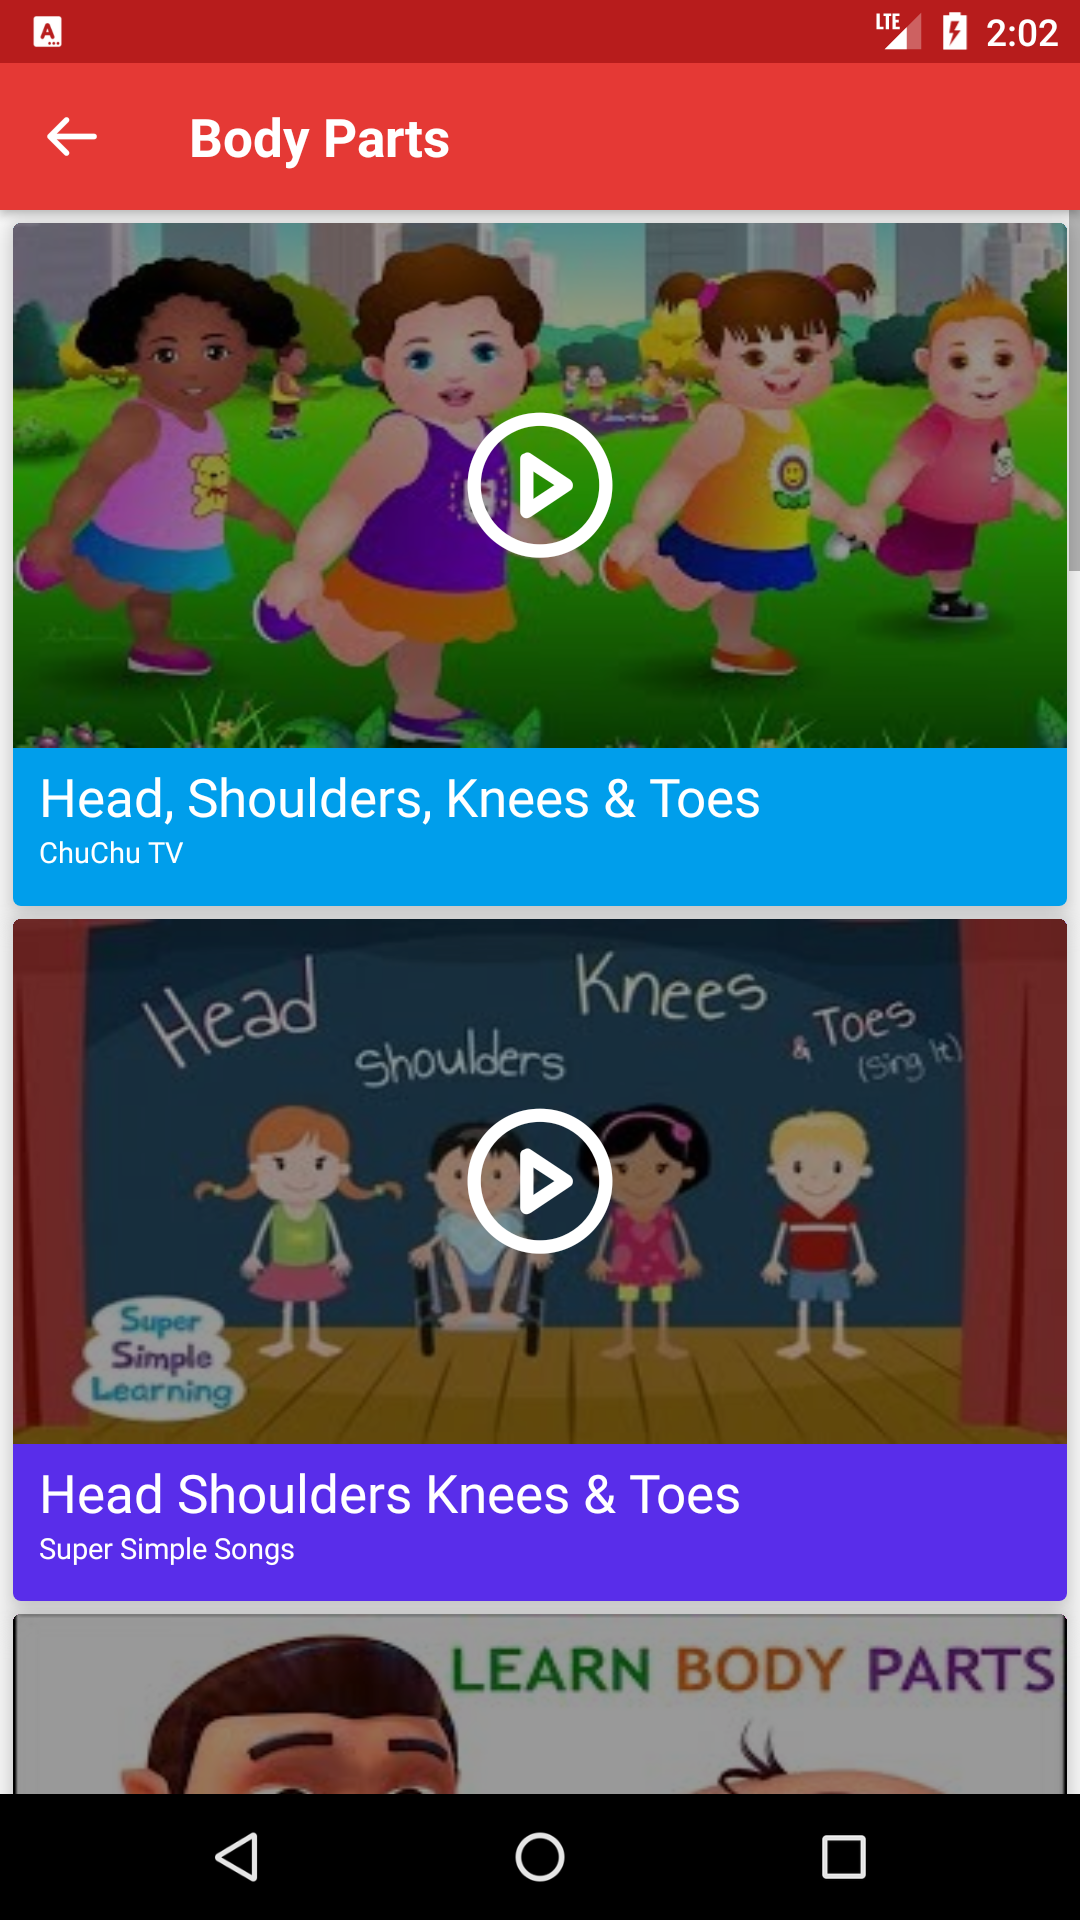 LTE 2:02
Body Parts
Head, Shoulders, Knees & Toes
ChuChu TV
Head
Shoulders
Knees
& Toes
(Sing It)
Super
Simple
Learning
Head Shoulders Knees & Toes
Super Simple Songs
LEARN BODY PARTS